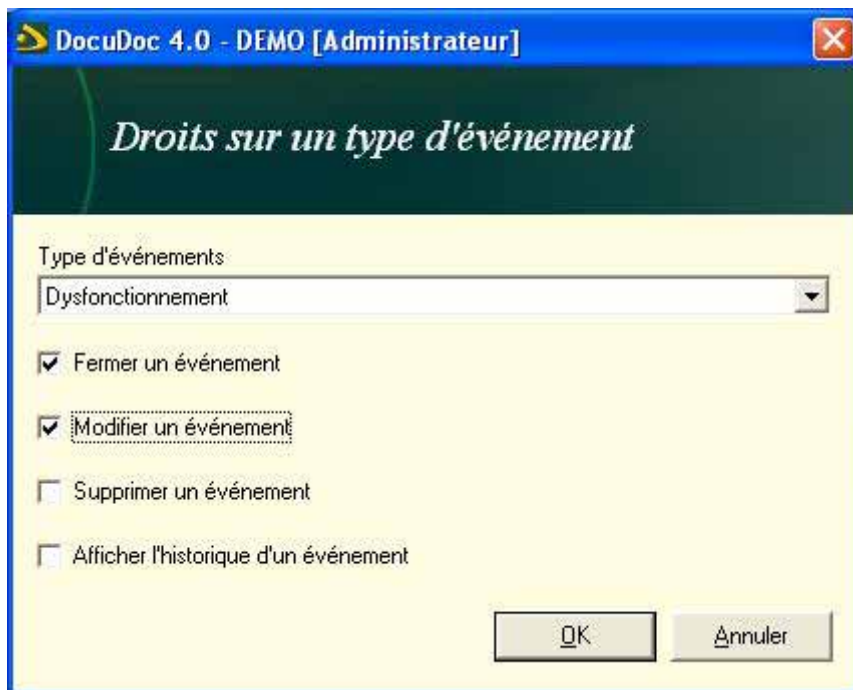 DocuDoc 4.0 - DEMO [Administrateur]
Droits sur un type d'événement
Type d'événements
Dysfonctionnement
Fermer un événement
Modifier un événement
Supprimer un événement
Afficher l'historique d'un événement
OK Annuler